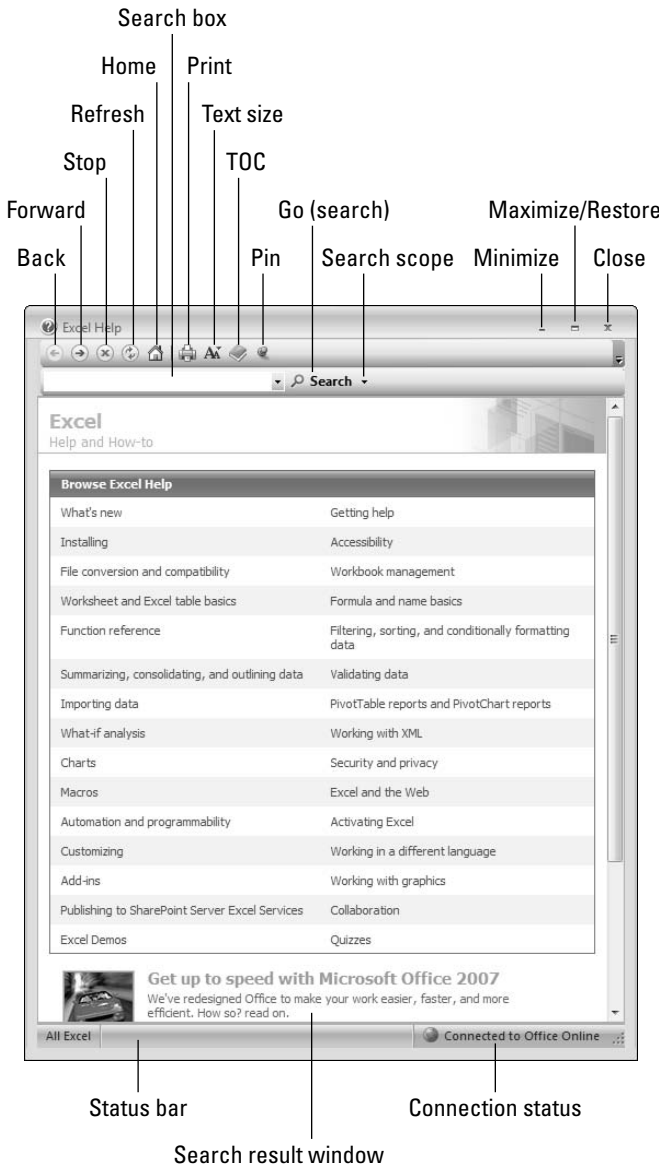 Search box
Home Print
Refresh Text size
Stop TOC
Forward Go (search) Maximize/Restore
Back Pin Search scope Minimize Close
Excel Help
Search
Excel
Help and How-to
Browse Excel Help
What's new Getting help
Installing Accessibility
File conversion and compatibility Workbook management
Worksheet and Excel table basics Formula and name basics
Function reference Filtering, sorting, and conditionally formatting
data
Summarizing, consolidating, and outlining data Validating data
Importing data PivotTable reports and PivotChart reports
What-if analysis Working with XML
Charts Security and privacy
Macros Excel and the Web
Automation and programmability Activating Excel
Customizing Working in a different language
Add-ins Working with graphics
Publishing to SharePoint Server Excel Services Collaboration
Excel Demos Quizzes
Get up to speed with Microsoft Office 2007
We've redesigned Office to make your work easier, faster, and more
efficient. How so? read on.
All Excel Connected to Office Online
Status bar Connection status
Search result window